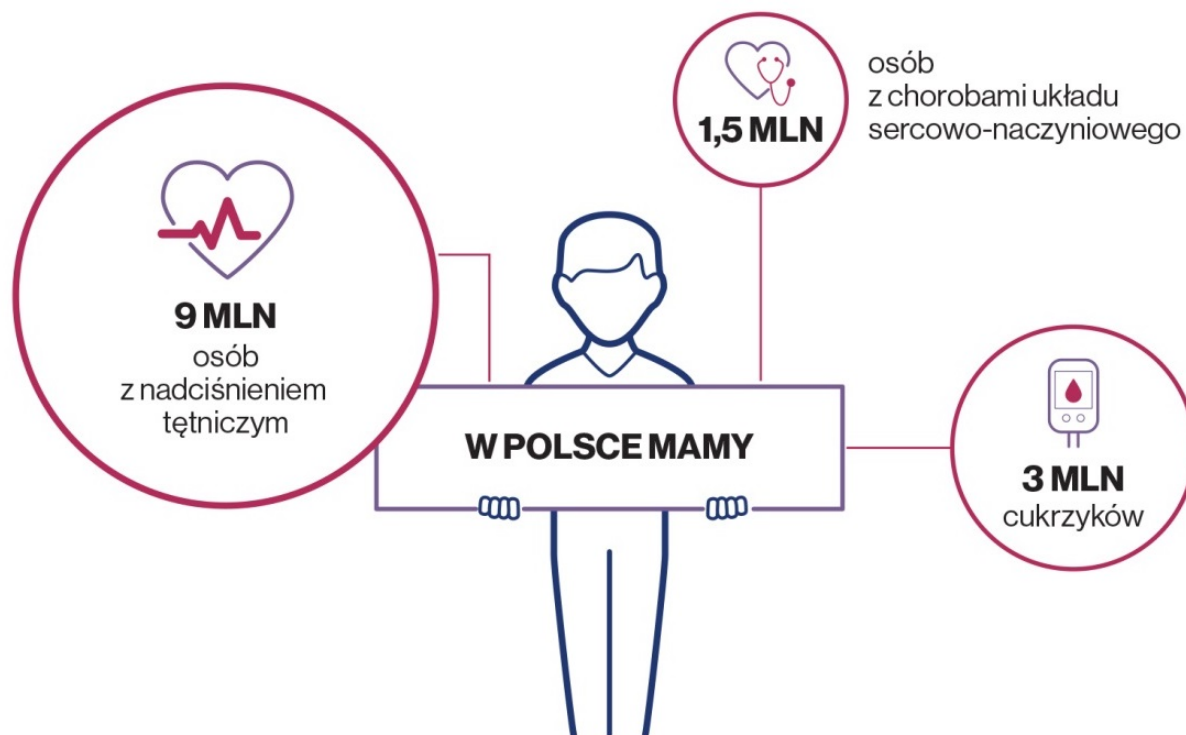 9 MLN
osób
z nadciśnieniem
tętniczym
1,5 MLN
osób
z chorobami układu
sercowo-naczyniowego
W POLSCE MAMY
3 MLN
cukrzyków